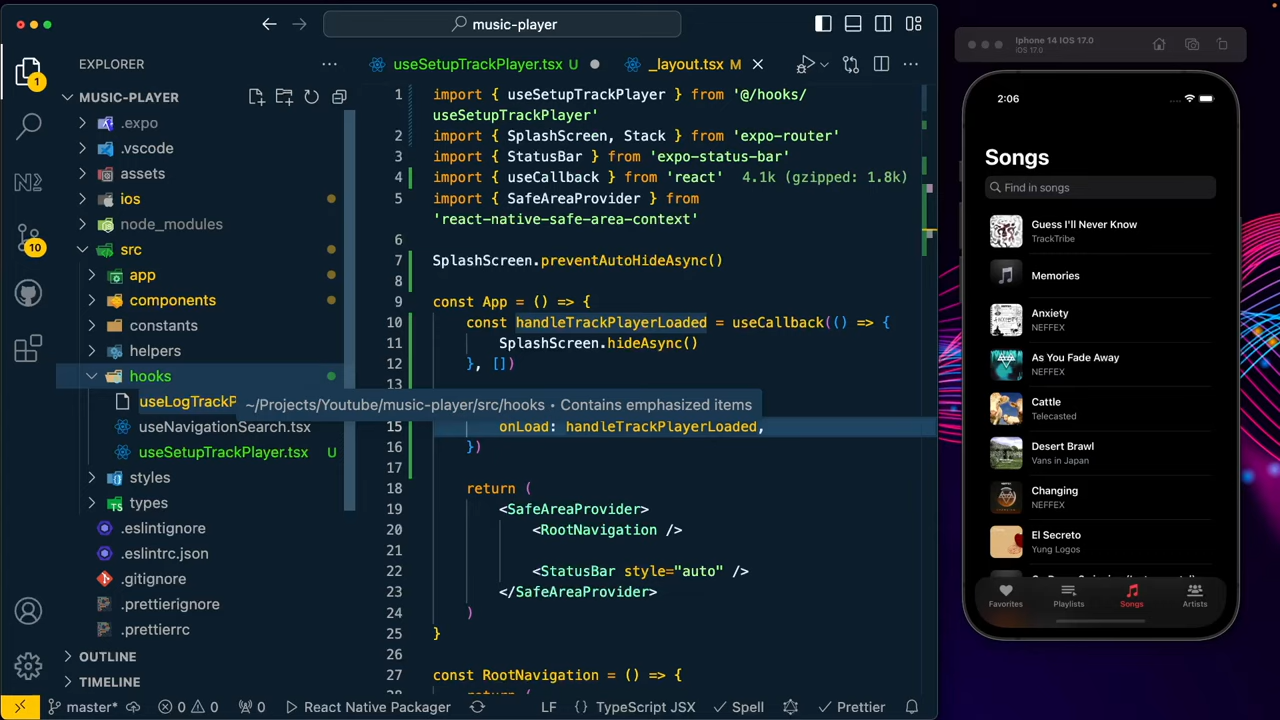 music-player
EXPLORER
MUSIC-PLAYER
.expo
.vscode
assets
ios
node_modules
src
app
components
constants
helpers
hooks
useLogTrackP
useNavigationSearch.tsx
useSetupTrackPlayer.tsx U
styles
types
.eslintignore
.eslintrc.json
.gitignore
.prettierignore
.prettierrc
OUTLINE
TIMELINE
1
10
useSetupTrackPlayer.tsx U
_layout.tsx M
1 import { useSetupTrackPlayer } from '@/hooks/
useSetupTrackPlayer'
2 import { SplashScreen, Stack } from 'expo-router'
3 import { StatusBar } from 'expo-status-bar'
4 import { useCallback } from 'react' 4.1k (gzipped: 1.8k)
5 import { SafeAreaProvider } from
'react-native-safe-area-context'
6
7 SplashScreen.preventAutoHideAsync()
8
9 const App = () => {
10 const handleTrackPlayerLoaded = useCallback(() => {
11 SplashScreen.hideAsync()
12 }, [])
13
~/Projects/Youtube/music-player/src/hooks • Contains emphasized items
15 onLoad: handleTrackPlayerLoaded,
16 })
17
18 return (
19 <SafeAreaProvider>
20 <RootNavigation />
21
22 <StatusBar style="auto" />
23 </SafeAreaProvider>
24 )
25 }
26
27 const RootNavigation = () => {
master*
0 0
0
React Native Packager
LF
{} TypeScript JSX
Spell
Prettier
Iphone 14 IOS 17.0
iOS 17.0
2:06
Songs
Find in songs
Guess I'll Never Know
TrackTribe
Memories
Anxiety
NEFFEX
As You Fade Away
NEFFEX
Cattle
Telecasted
Desert Brawl
Vans in Japan
Changing
NEFFEX
El Secreto
Yung Logos
Favorites
Playlists
Songs
Artists